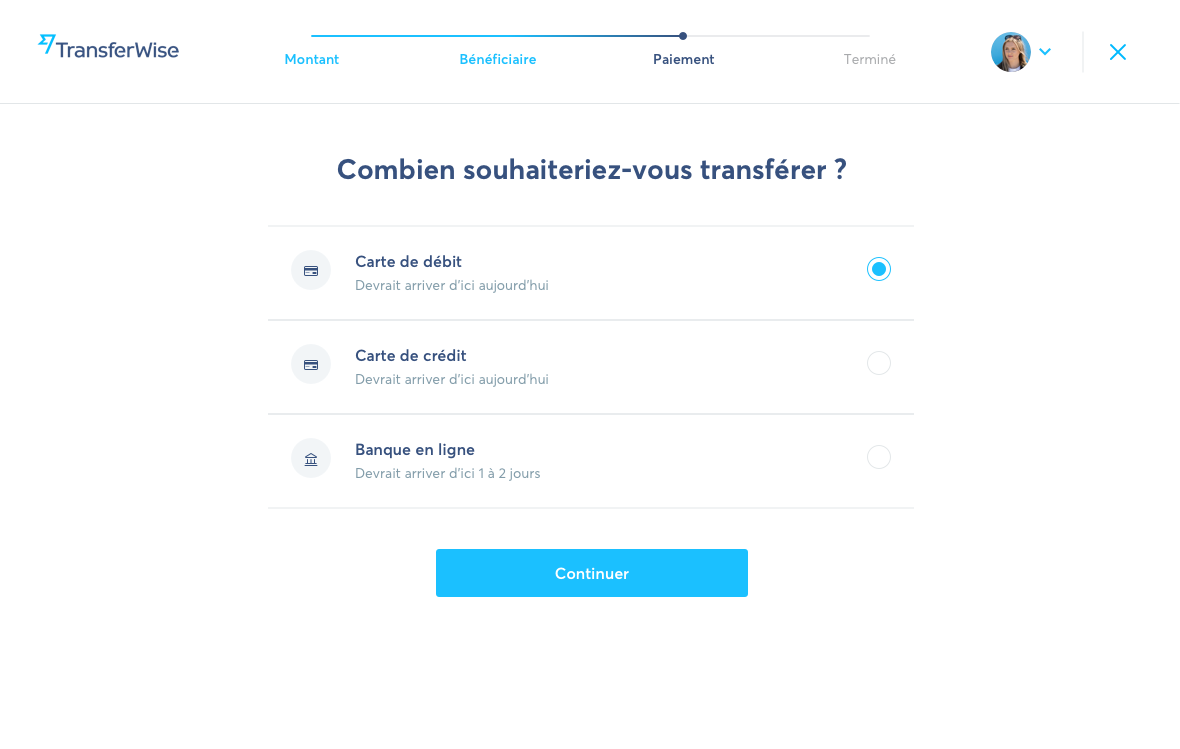 TransferWise
Montant
Bénéficiaire
Paiement
Terminé
Combien souhaiteriez-vous transférer ?
Carte de débit
Devrait arriver d'ici aujourd'hui
Carte de crédit
Devrait arriver d'ici aujourd'hui
Banque en ligne
Devrait arriver d'ici 1 à 2 jours
Continuer